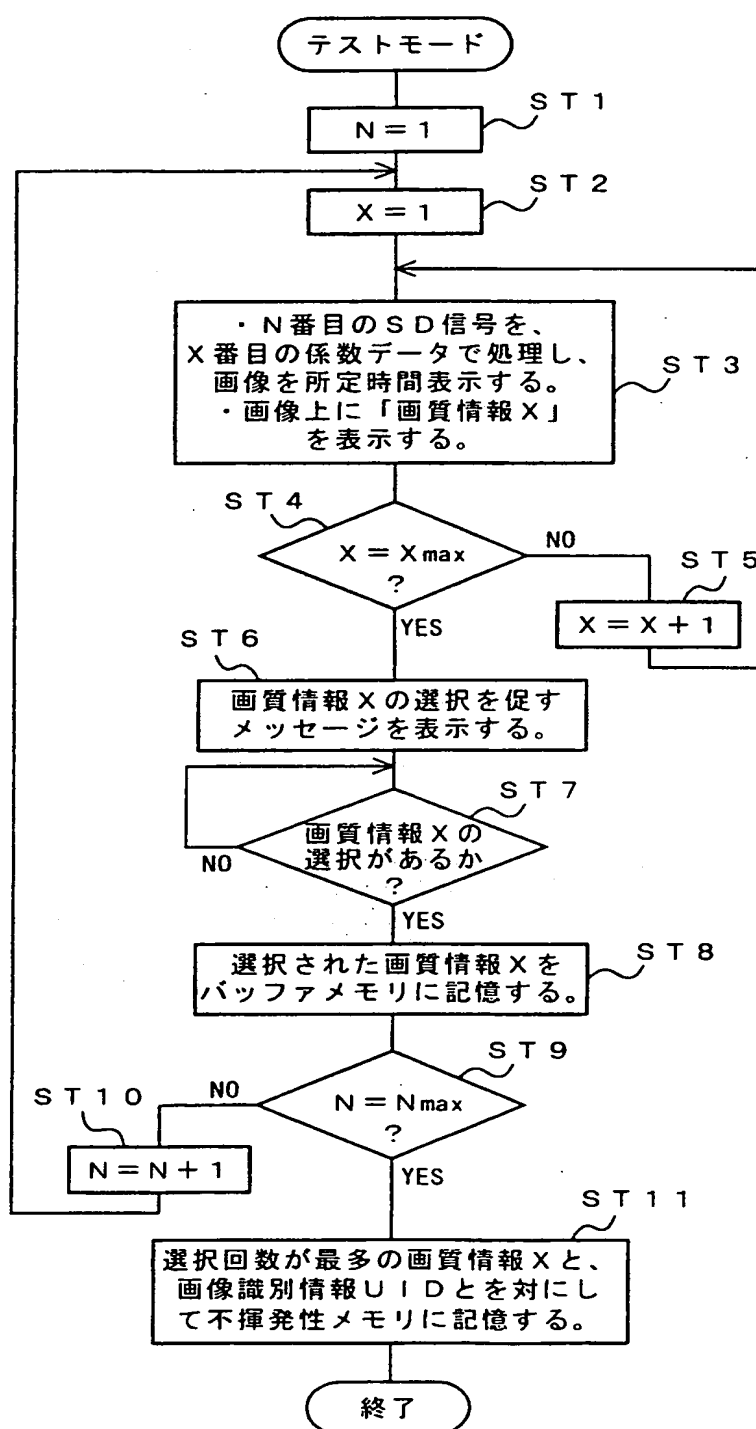 テストモード
ST1
N=1
ST2
X=1
・N番目のSD信号を、
X番目の係数データで処理し、
画像を所定時間表示する。
・画像上に「画質情報X」
を表示する。
ST3
ST4
X=Xmax
?
NO
YES
ST5
X=X+1
ST6
画質情報Xの選択を促す
メッセージを表示する。
ST7
画質情報Xの
選択があるか
?
NO
YES
選択された画質情報Xを
バッファメモリに記憶する。
ST8
ST9
N=Nmax
?
NO
YES
ST10
N=N+1
ST11
選択回数が最多の画質情報Xと、
画像識別情報UIDとを対にし
て不揮発性メモリに記憶する。
終了